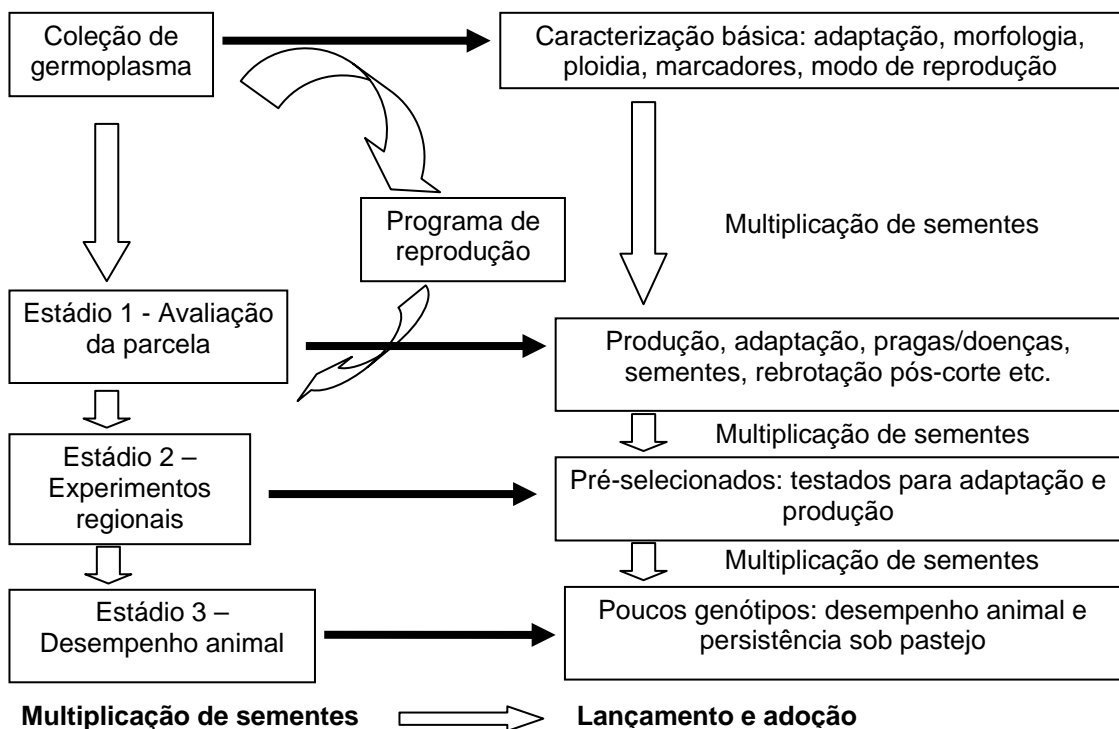 Coleção de
germoplasma
Caracterização básica: adaptação, morfologia,
ploidia, marcadores, modo de reprodução
Programa de
reprodução
Multiplicação de sementes
Estádio 1 - Avaliação
da parcela
Produção, adaptação, pragas/doenças,
sementes, rebrotação pós-corte etc.
Multiplicação de sementes
Estádio 2 –
Experimentos
regionais
Pré-selecionados: testados para adaptação e
produção
Multiplicação de sementes
Estádio 3 –
Desempenho animal
Poucos genótipos: desempenho animal e
persistência sob pastejo
Multiplicação de sementes
Lançamento e adoção